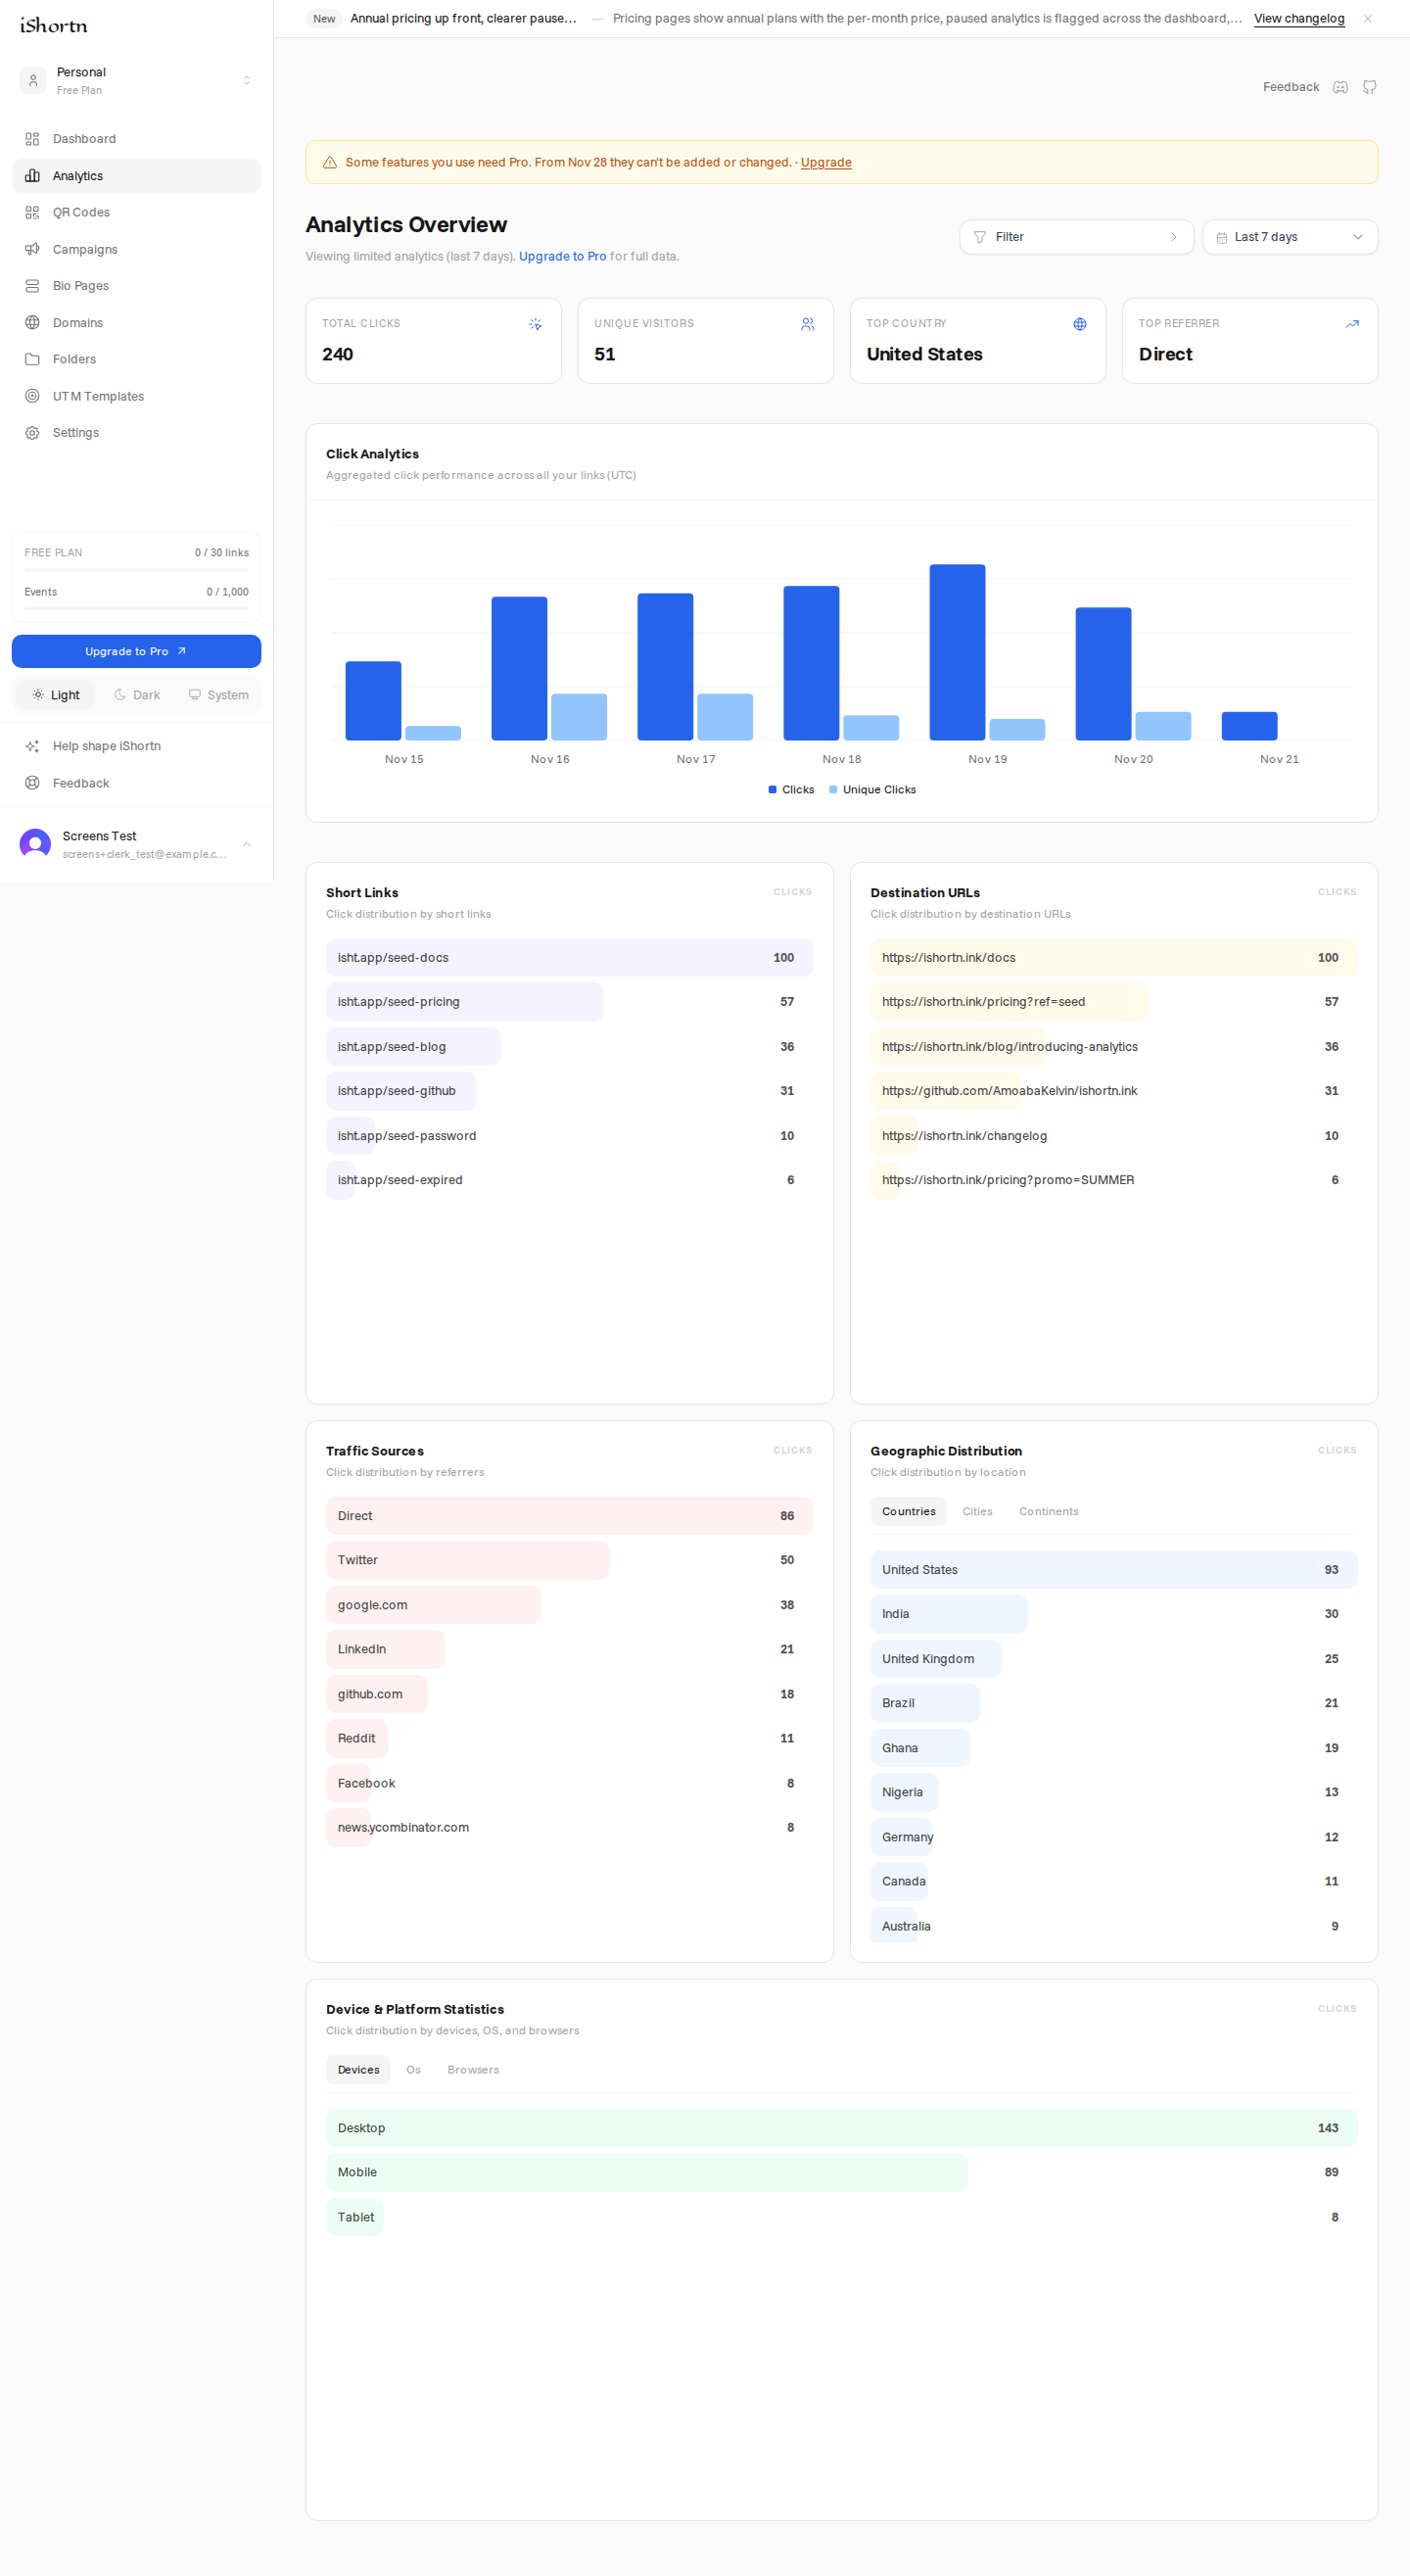 iShortn
Personal
Free Plan
Dashboard
Analytics
QR Codes
Campaigns
Bio Pages
Domains
Folders
UTM Templates
Settings
FREE PLAN 0 / 30 links
Events 0 / 1,000
Upgrade to Pro
Light Dark System
Help shape iShortn
Feedback
Screens Test
screens+clerk_test@example.c...
New Annual pricing up front, clearer pause... — Pricing pages show annual plans with the per-month price, paused analytics is flagged across the dashboard,... View changelog
Feedback
Some features you use need Pro. From Nov 28 they can't be added or changed. · Upgrade
Analytics Overview
Viewing limited analytics (last 7 days). Upgrade to Pro for full data.
Filter
Last 7 days
TOTAL CLICKS
240
UNIQUE VISITORS
51
TOP COUNTRY
United States
TOP REFERRER
Direct
Click Analytics
Aggregated click performance across all your links (UTC)
Nov 15 Nov 16 Nov 17 Nov 18 Nov 19 Nov 20 Nov 21
Clicks Unique Clicks
Short Links CLICKS
Click distribution by short links
isht.app/seed-docs 100
isht.app/seed-pricing 57
isht.app/seed-blog 36
isht.app/seed-github 31
isht.app/seed-password 10
isht.app/seed-expired 6
Destination URLs CLICKS
Click distribution by destination URLs
https://ishortn.ink/docs 100
https://ishortn.ink/pricing?ref=seed 57
https://ishortn.ink/blog/introducing-analytics 36
https://github.com/AmoabaKelvin/ishortn.ink 31
https://ishortn.ink/changelog 10
https://ishortn.ink/pricing?promo=SUMMER 6
Traffic Sources CLICKS
Click distribution by referrers
Direct 86
Twitter 50
google.com 38
LinkedIn 21
github.com 18
Reddit 11
Facebook 8
news.ycombinator.com 8
Geographic Distribution CLICKS
Click distribution by location
Countries Cities Continents
United States 93
India 30
United Kingdom 25
Brazil 21
Ghana 19
Nigeria 13
Germany 12
Canada 11
Australia 9
Device & Platform Statistics CLICKS
Click distribution by devices, OS, and browsers
Devices Os Browsers
Desktop 143
Mobile 89
Tablet 8